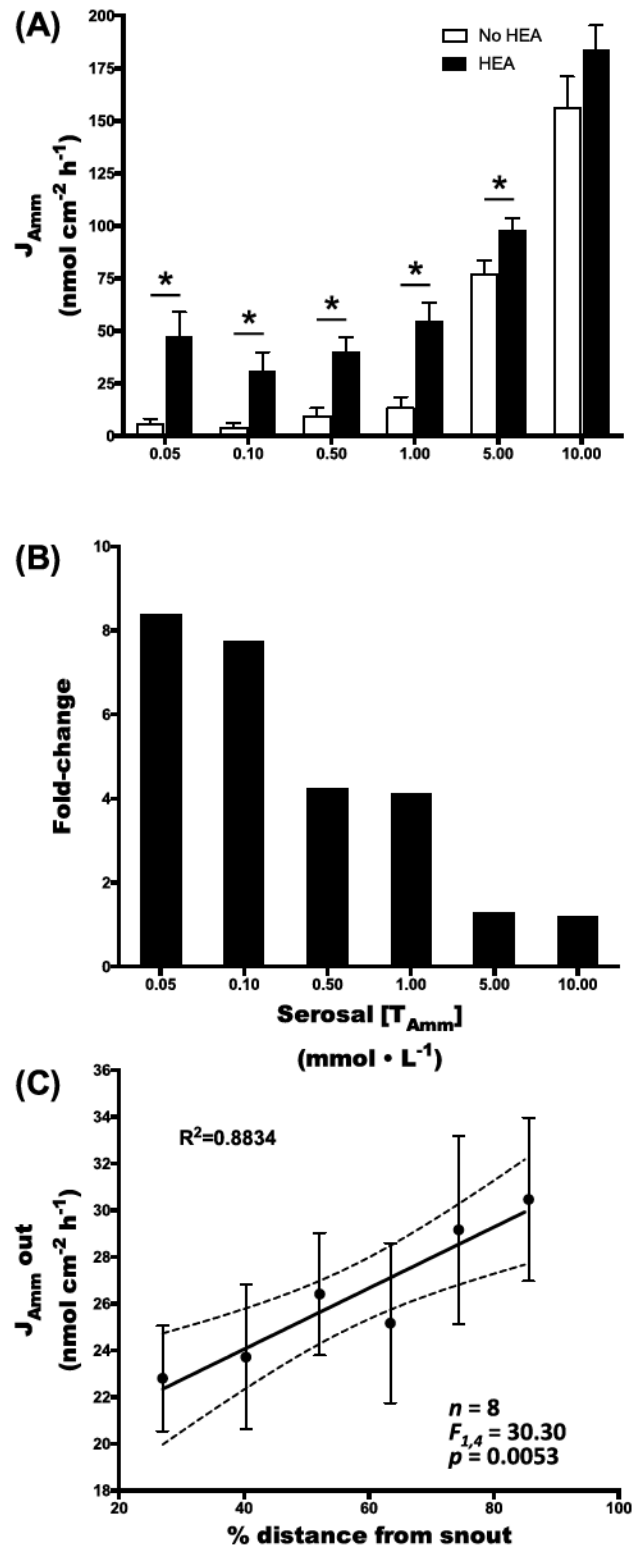 (A)
200
175
150
125
100
75
50
25
0
J_Amm
(nmol cm⁻² h⁻¹)
No HEA
HEA
* * * * *
0.05 0.10 0.50 1.00 5.00 10.00
(B)
10
8
6
4
2
0
Fold-change
0.05 0.10 0.50 1.00 5.00 10.00
Serosal [T_Amm]
(mmol • L⁻¹)
(C)
36
34
32
30
28
26
24
22
20
18
J_Amm out
(nmol cm⁻² h⁻¹)
R²=0.8834
n = 8
F_1,4 = 30.30
p = 0.0053
20 40 60 80 100
% distance from snout